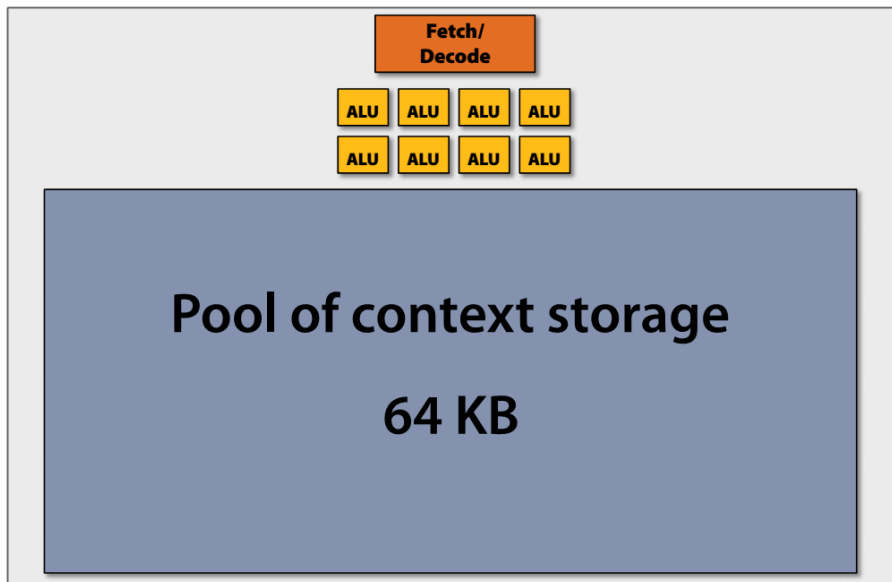 Fetch/
Decode
ALU ALU ALU ALU
ALU ALU ALU ALU
Pool of context storage
64 KB